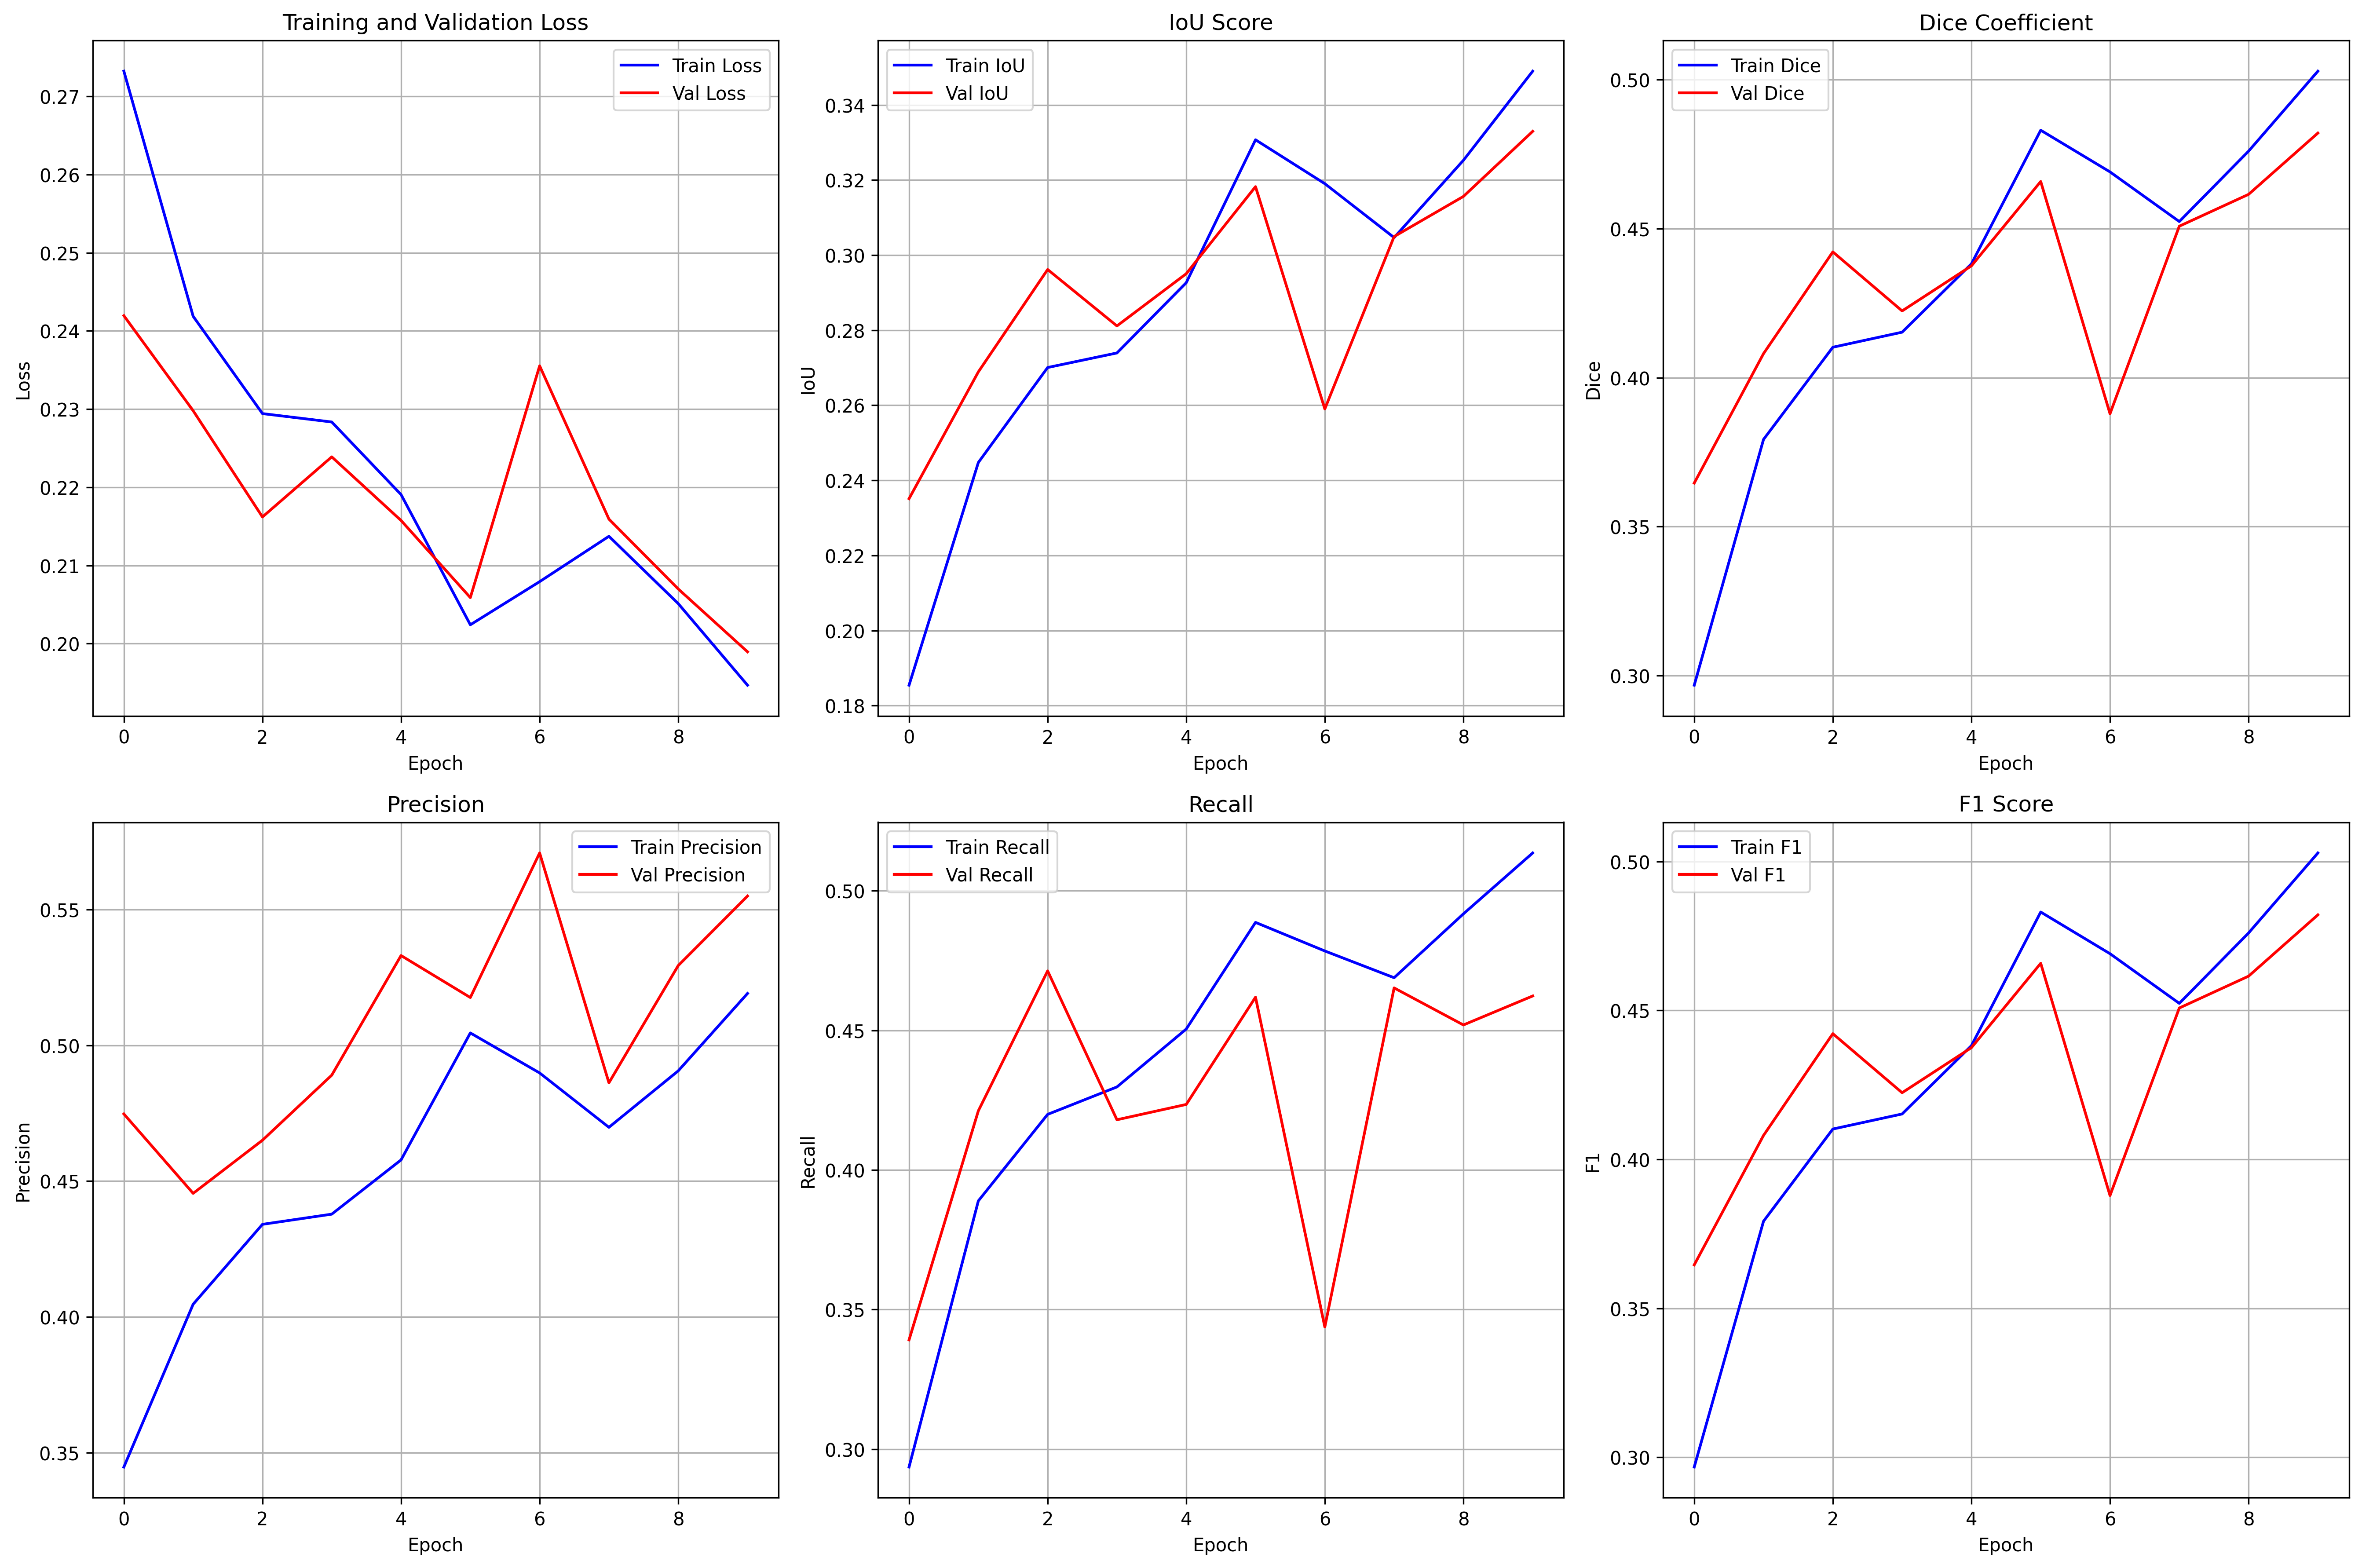 Training and Validation Loss
Train Loss
Val Loss
0.27
0.26
0.25
0.24
0.23
0.22
0.21
0.20
Loss
0 2 4 6 8
Epoch
IoU Score
Train IoU
Val IoU
0.34
0.32
0.30
0.28
0.26
0.24
0.22
0.20
0.18
IoU
0 2 4 6 8
Epoch
Dice Coefficient
Train Dice
Val Dice
0.50
0.45
0.40
0.35
0.30
Dice
0 2 4 6 8
Epoch
Precision
Train Precision
Val Precision
0.55
0.50
0.45
0.40
0.35
Precision
0 2 4 6 8
Epoch
Recall
Train Recall
Val Recall
0.50
0.45
0.40
0.35
0.30
Recall
0 2 4 6 8
Epoch
F1 Score
Train F1
Val F1
0.50
0.45
0.40
0.35
0.30
F1
0 2 4 6 8
Epoch